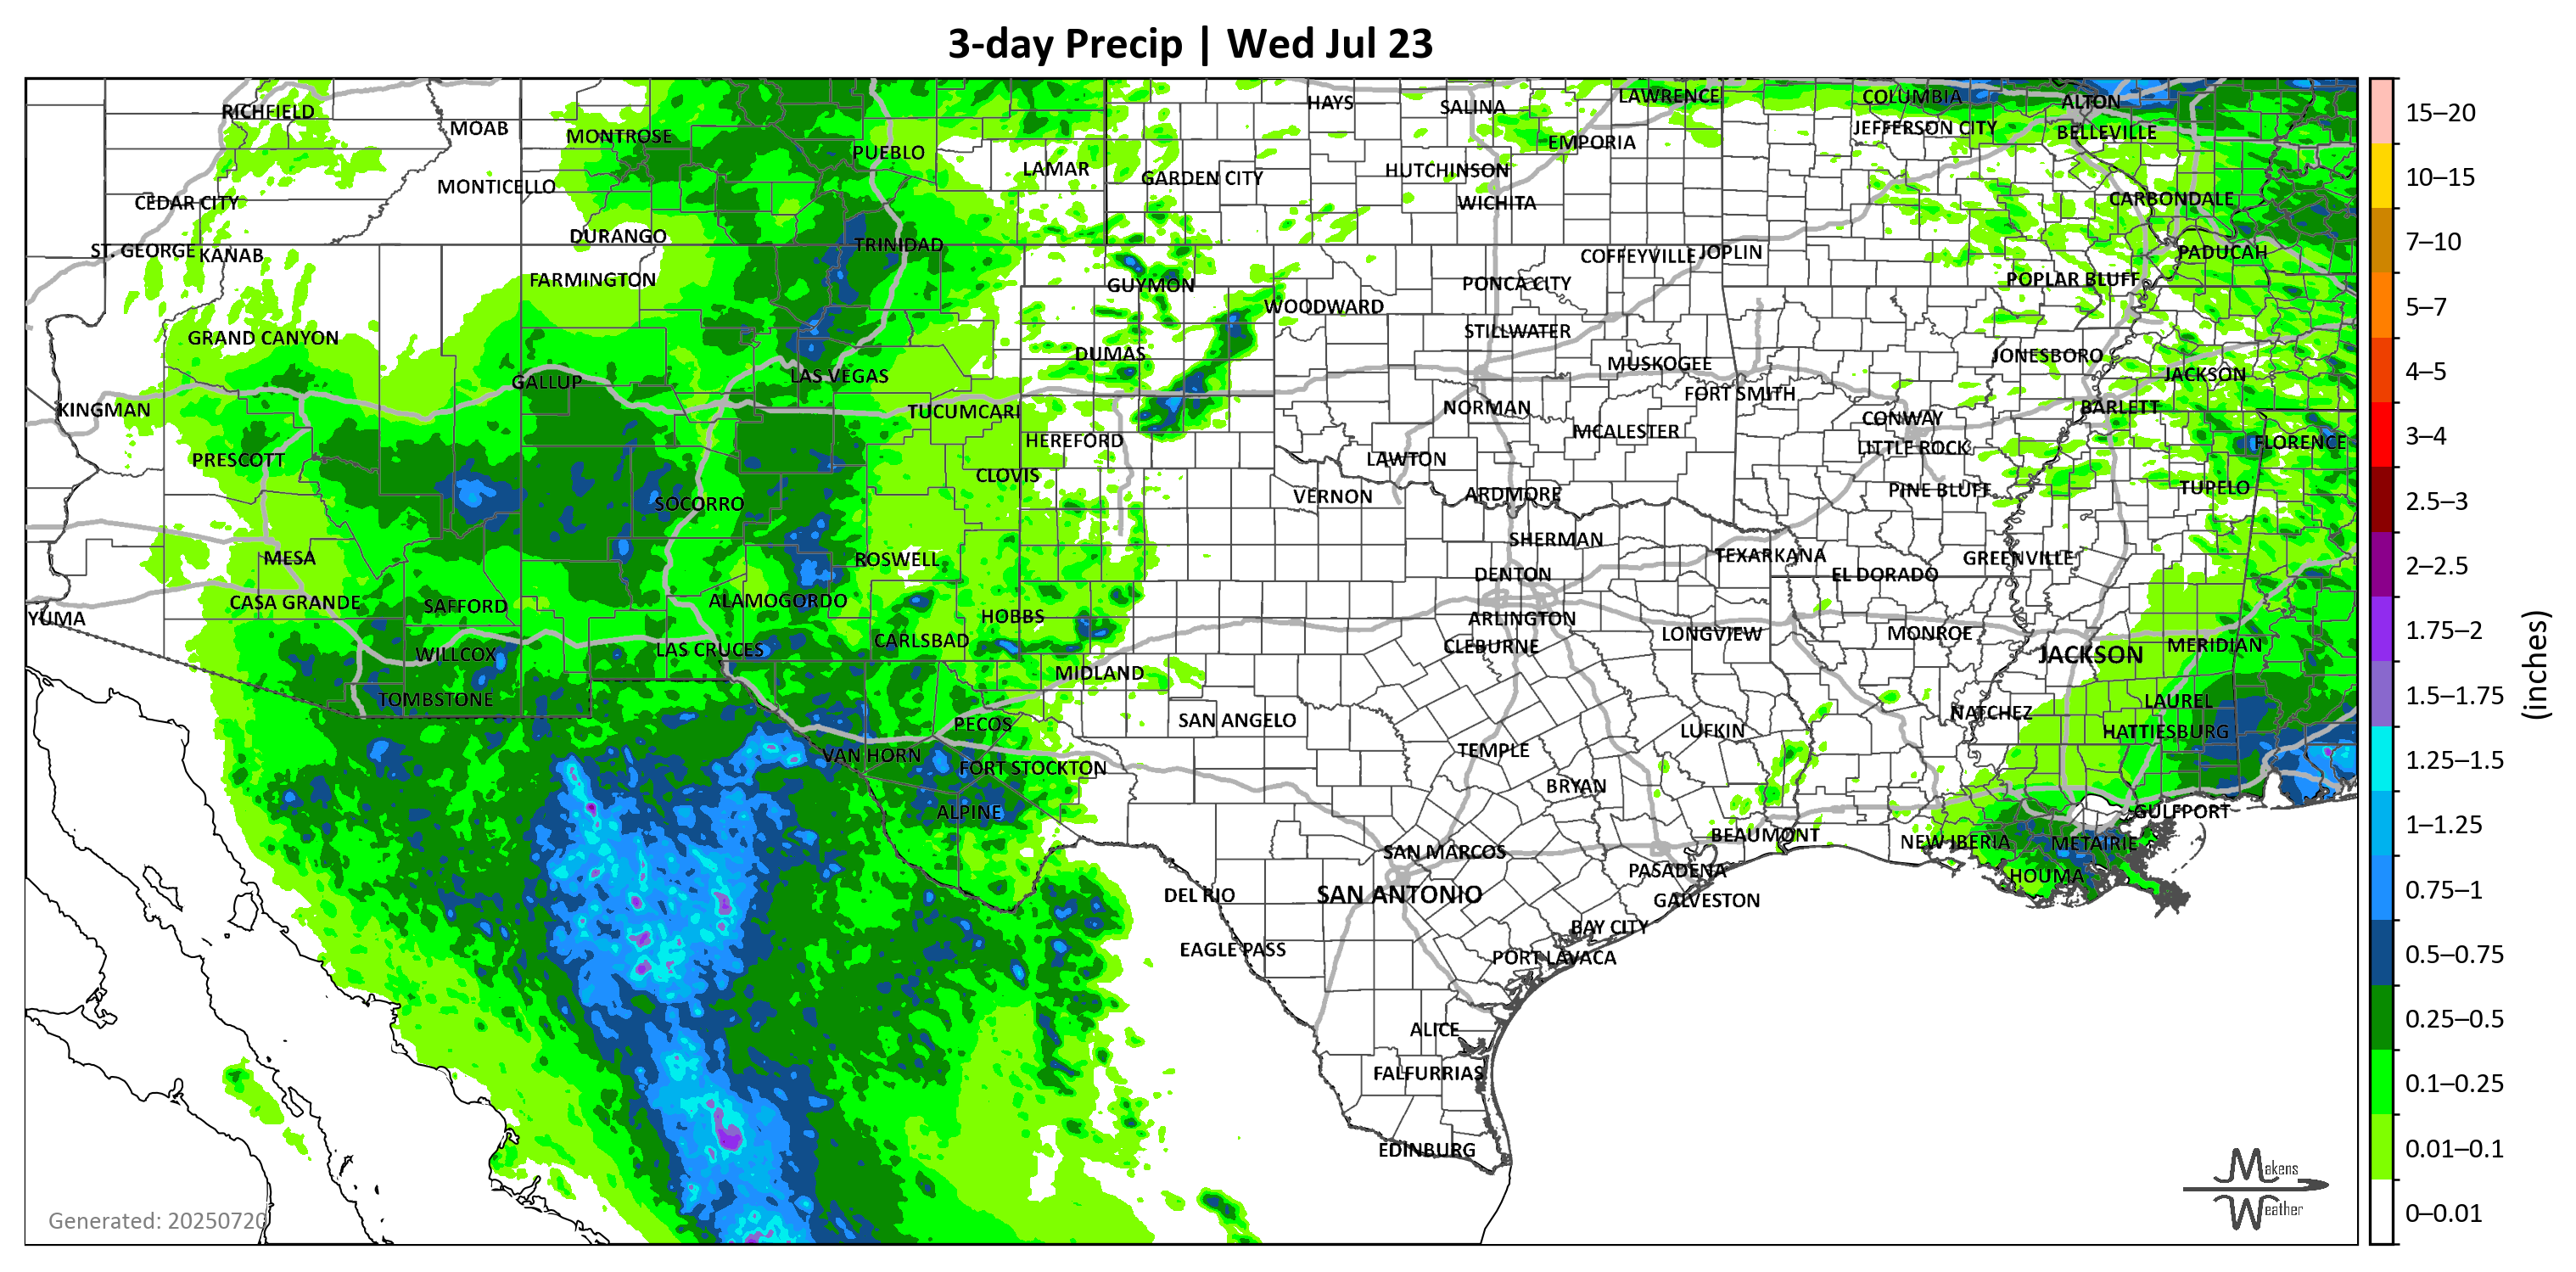 3-day Precip | Wed Jul 23
RICHFIELD
MOAB
MONTROSE
PUEBLO
LAMAR
HAYS
SALINA
LAWRENCE
COLUMBIA
ALTON
JEFFERSON CITY
BELLEVILLE
EMPORIA
GARDEN CITY
HUTCHINSON
MONTICELLO
CEDAR CITY
WICHITA
CARBONDALE
DURANGO
TRINIDAD
ST. GEORGE
KANAB
COFFEYVILLE
JOPLIN
PADUCAH
FARMINGTON
GUYMON
PONCA CITY
POPLAR BLUFF
WOODWARD
GRAND CANYON
STILLWATER
DUMAS
MUSKOGEE
JONESBORO
GALLUP
LAS VEGAS
FORT SMITH
JACKSON
KINGMAN
TUCUMCARI
NORMAN
CONWAY
BARLETT
HEREFORD
MCALESTER
LITTLE ROCK
FLORENCE
PRESCOTT
CLOVIS
LAWTON
SOCORRO
VERNON
ARDMORE
PINE BLUFF
TUPELO
SHERMAN
MESA
ROSWELL
TEXARKANA
GREENVILLE
DENTON
EL DORADO
CASA GRANDE
SAFFORD
ALAMOGORDO
HOBBS
ARLINGTON
YUMA
WILLCOX
LAS CRUCES
CARLSBAD
CLEBURNE
LONGVIEW
MONROE
JACKSON
MERIDIAN
MIDLAND
TOMBSTONE
PECOS
SAN ANGELO
NATCHEZ
LAUREL
VAN HORN
FORT STOCKTON
TEMPLE
LUFKIN
HATTIESBURG
BRYAN
ALPINE
GULFPORT
SAN MARCOS
BEAUMONT
NEW IBERIA
METAIRIE
PASADENA
HOUMA
DEL RIO
SAN ANTONIO
GALVESTON
EAGLE PASS
BAY CITY
PORT LAVACA
ALICE
FALFURRIAS
EDINBURG
Generated: 20250720
Makens
Weather
15–20
10–15
7–10
5–7
4–5
3–4
2.5–3
2–2.5
1.75–2
1.5–1.75
1.25–1.5
1–1.25
0.75–1
0.5–0.75
0.25–0.5
0.1–0.25
0.01–0.1
0–0.01
(inches)